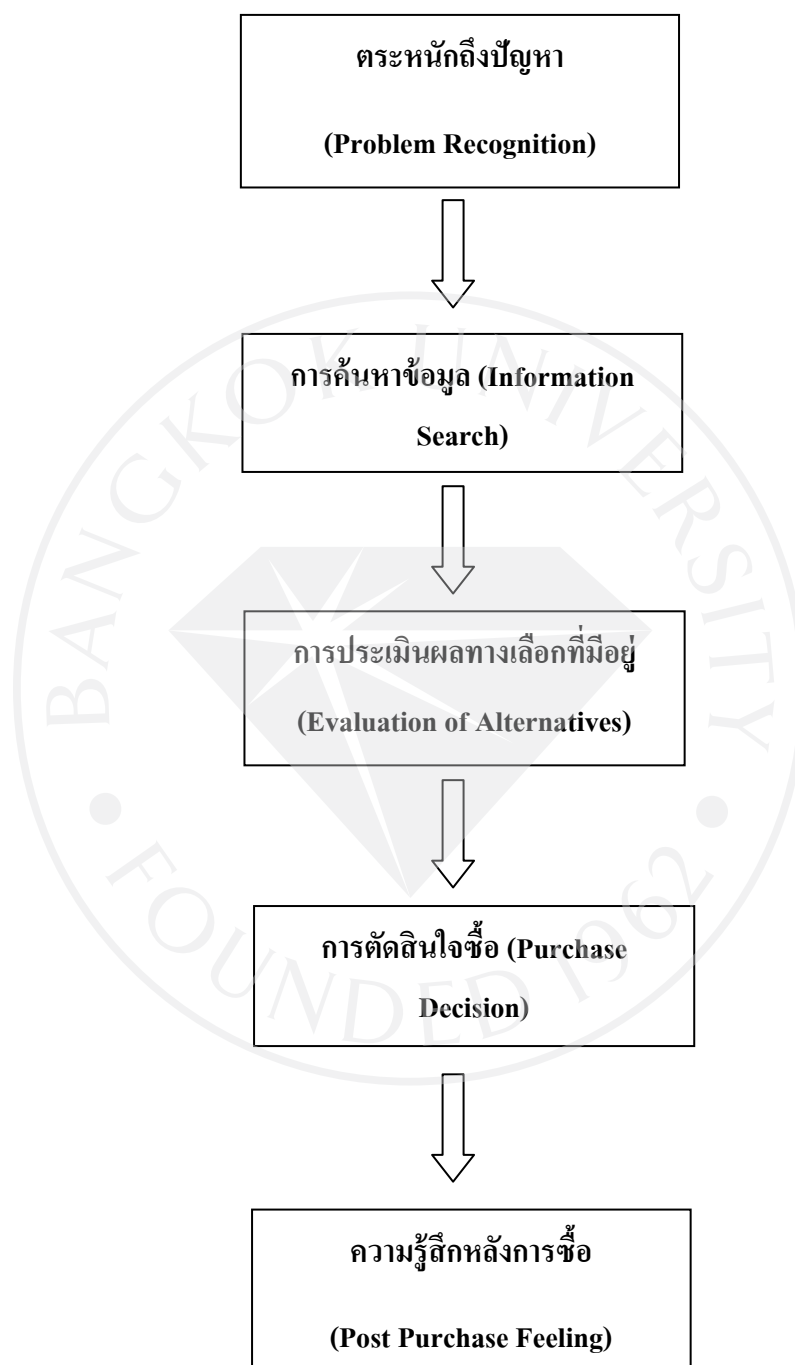 ตระหนักถึงปัญหา
(Problem Recognition)
การค้นหาข้อมูล (Information
Search)
การประเมินผลทางเลือกที่มีอยู่
(Evaluation of Alternatives)
การตัดสินใจซื้อ (Purchase
Decision)
ความรู้สึกหลังการซื้อ
(Post Purchase Feeling)
BANGKOK UNIVERSITY
FOUNDED 1962